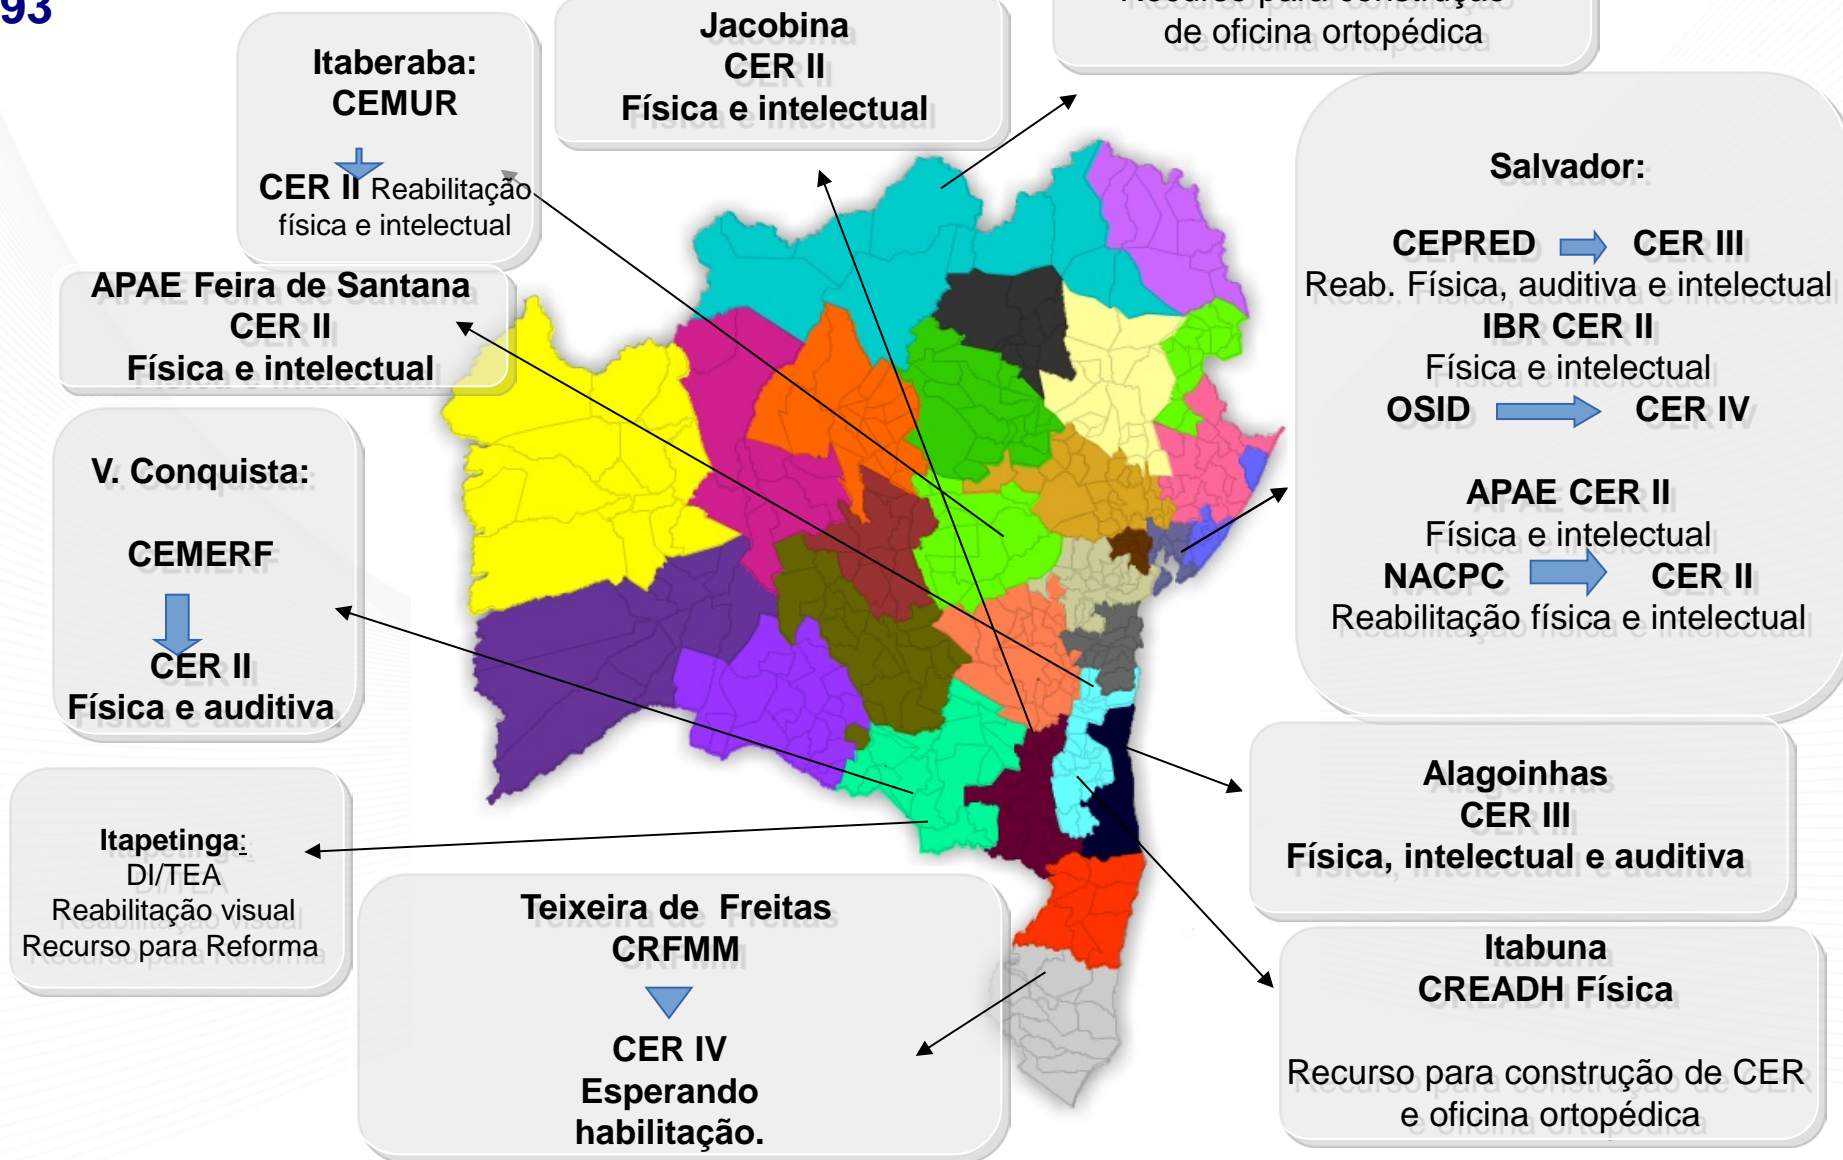 93
Itaberaba:
CEMUR
CER II Reabilitação
física e intelectual
Jacobina
CER II
Física e intelectual
de oficina ortopédica
APAE Feira de Santana
CER II
Física e intelectual
V. Conquista:
CEMERF
CER II
Física e auditiva
Itapetinga:
DI/TEA
Reabilitação visual
Recurso para Reforma
Teixeira de Freitas
CRFMM
CER IV
Esperando
habilitação.
Salvador:
CEPRED CER III
Reab. Física, auditiva e intelectual
IBR CER II
Física e intelectual
OSID CER IV
APAE CER II
Física e intelectual
NACPC CER II
Reabilitação física e intelectual
Alagoinhas
CER III
Física, intelectual e auditiva
Itabuna
CREADH Física
Recurso para construção de CER
e oficina ortopédica